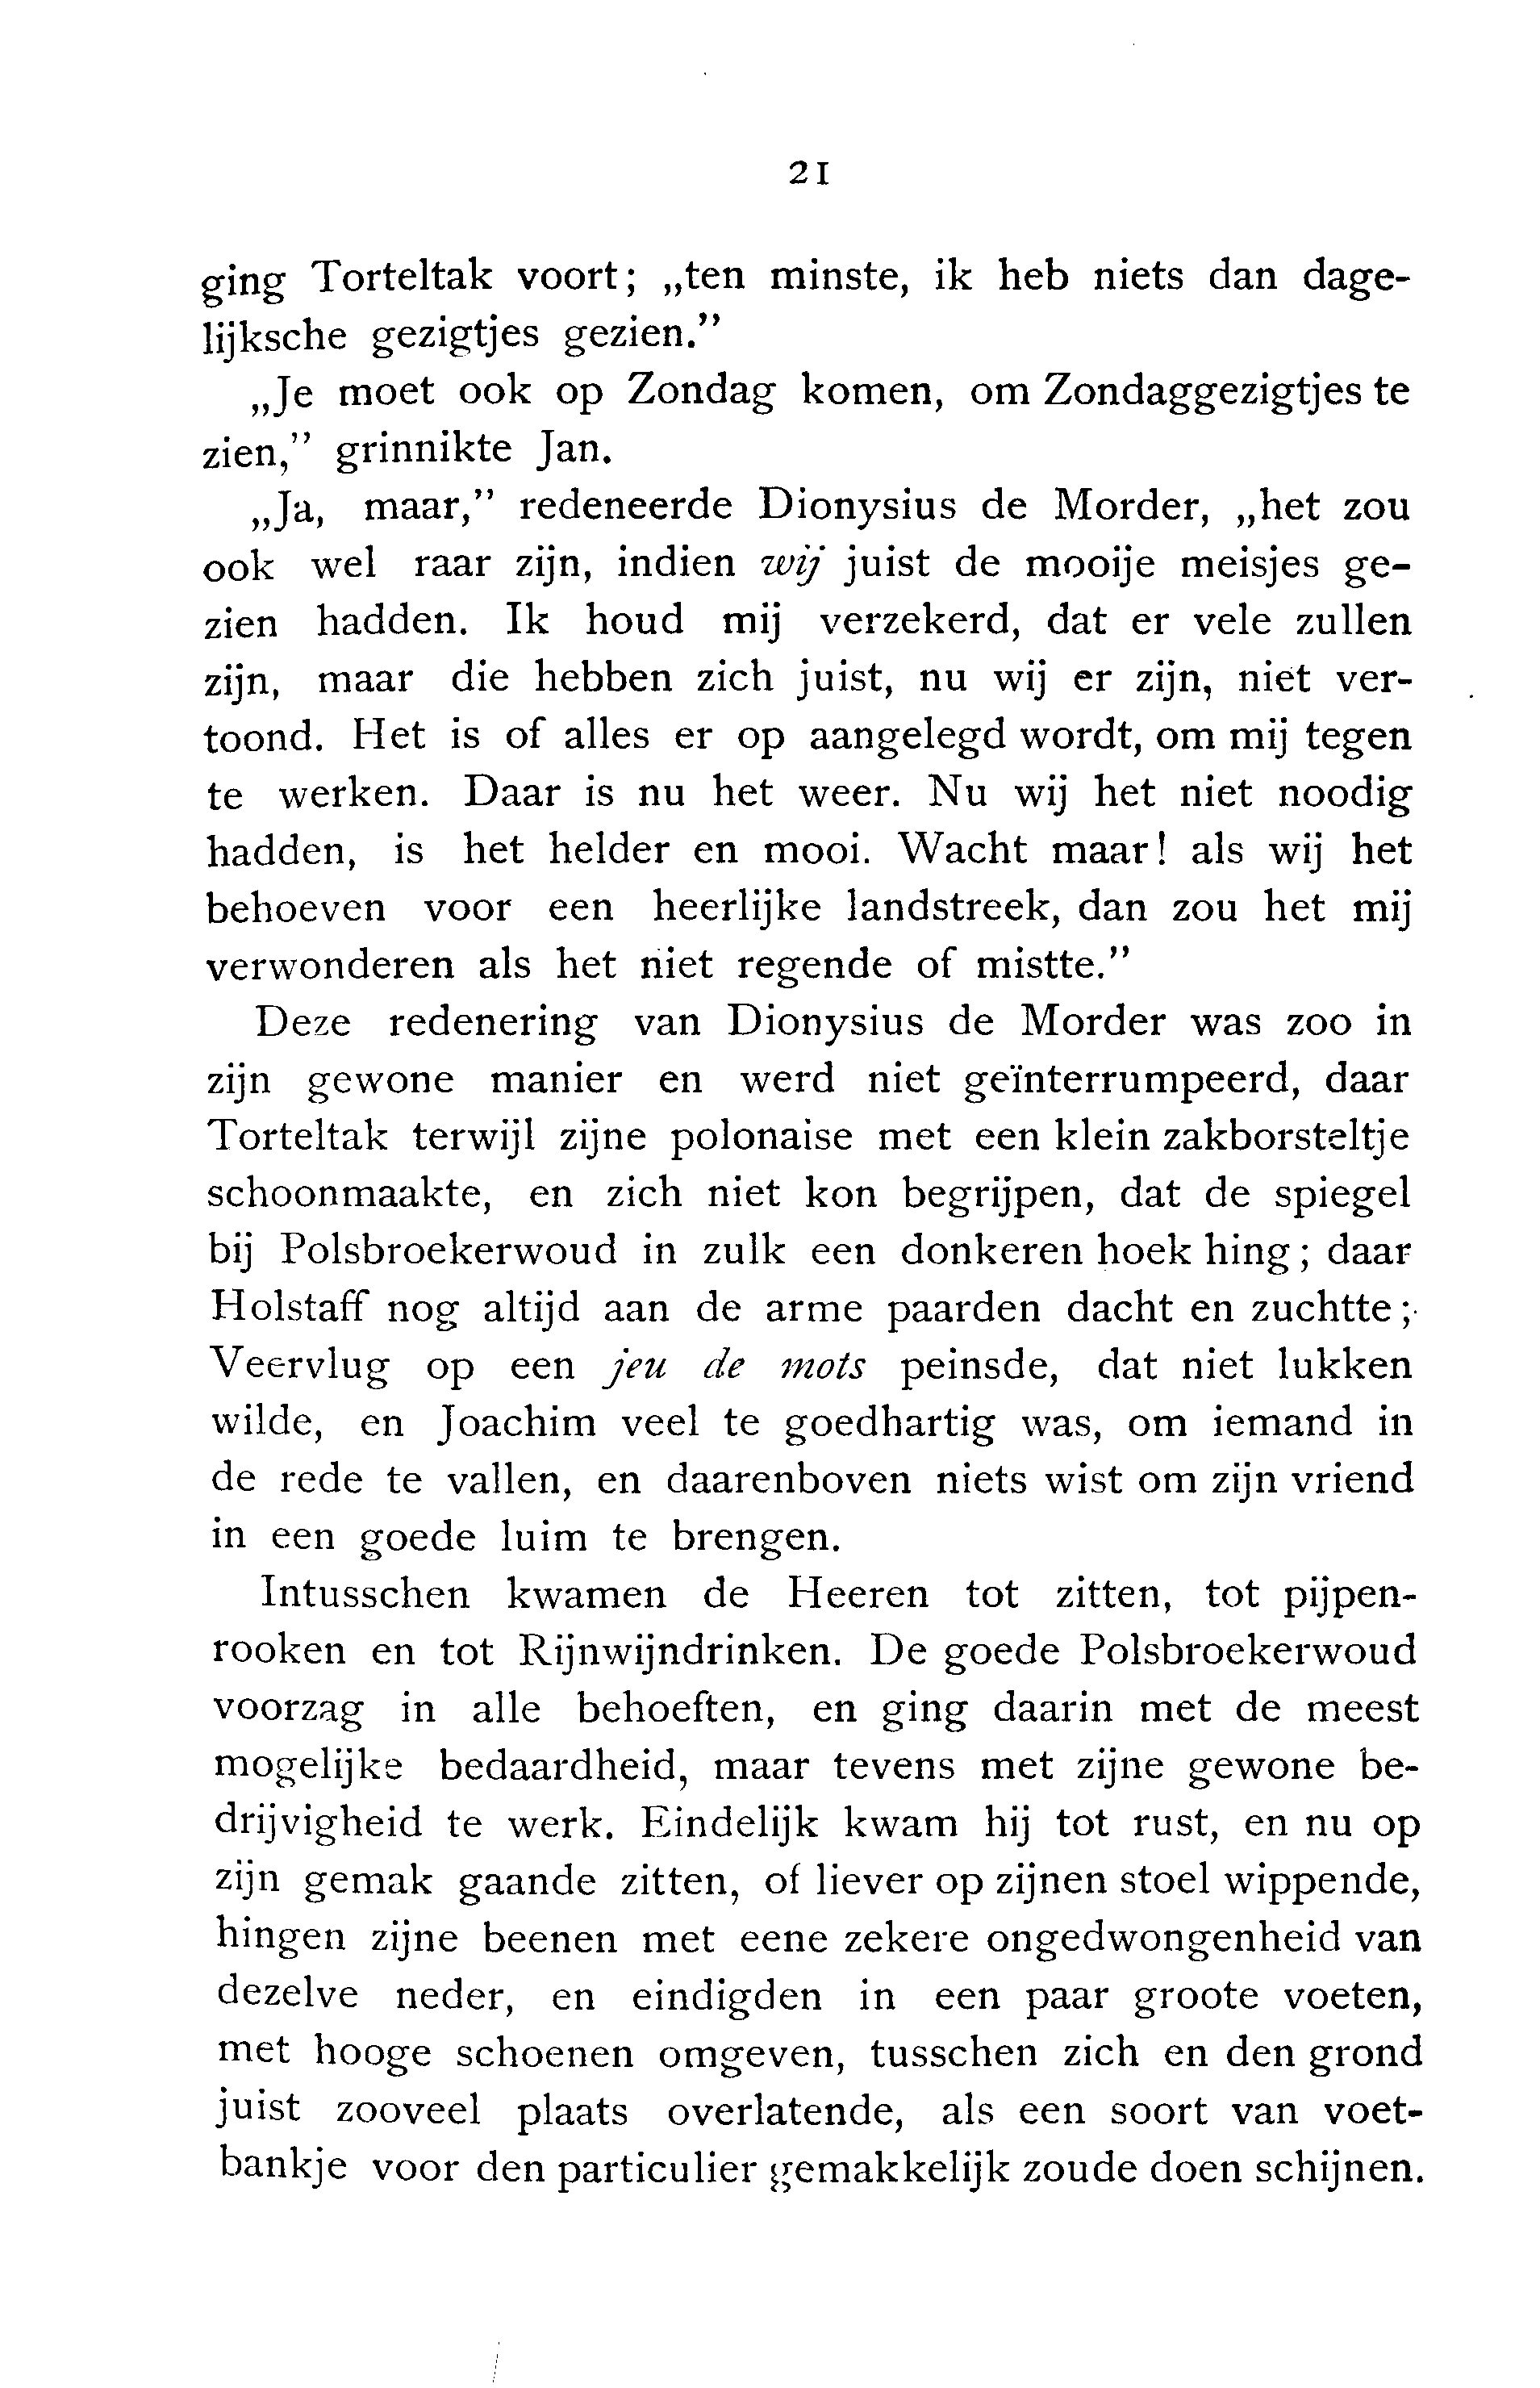 21
ging Torteltak voort; „ten minste, ik heb niets dan dage-
lijksche gezigtjes gezien.”
„Je moet ook op Zondag komen, om Zondaggezigtjes te
zien,” grinnikte Jan.
„Ja, maar,” redeneerde Dionysius de Morder, „het zou
ook wel raar zijn, indien wij juist de mooije meisjes ge-
zien hadden. Ik houd mij verzekerd, dat er vele zullen
zijn, maar die hebben zich juist, nu wij er zijn, niet ver-
toond. Het is of alles er op aangelegd wordt, om mij tegen
te werken. Daar is nu het weer. Nu wij het niet noodig
hadden, is het helder en mooi. Wacht maar! als wij het
behoeven voor een heerlijke landstreek, dan zou het mij
verwonderen als het niet regende of mistte.”
Deze redenering van Dionysius de Morder was zoo in
zijn gewone manier en werd niet geïnterrumpeerd, daar
Torteltak terwijl zijne polonaise met een klein zakborsteltje
schoonmaakte, en zich niet kon begrijpen, dat de spiegel
bij Polsbroekerwoud in zulk een donkeren hoek hing; daar
Holstaff nog altijd aan de arme paarden dacht en zuchtte;
Veervlug op een jeu de mots peinsde, dat niet lukken
wilde, en Joachim veel te goedhartig was, om iemand in
de rede te vallen, en daarenboven niets wist om zijn vriend
in een goede luim te brengen.
Intusschen kwamen de Heeren tot zitten, tot pijpen-
rooken en tot Rijnwijndrinken. De goede Polsbroekerwoud
voorzag in alle behoeften, en ging daarin met de meest
mogelijke bedaardheid, maar tevens met zijne gewone be-
drijvigheid te werk. Eindelijk kwam hij tot rust, en nu op
zijn gemak gaande zitten, of liever op zijnen stoel wippende,
hingen zijne beenen met eene zekere ongedwongenheid van
dezelve neder, en eindigden in een paar groote voeten,
met hooge schoenen omgeven, tusschen zich en den grond
juist zooveel plaats overlatende, als een soort van voet-
bankje voor den particulier gemakkelijk zoude doen schijnen.